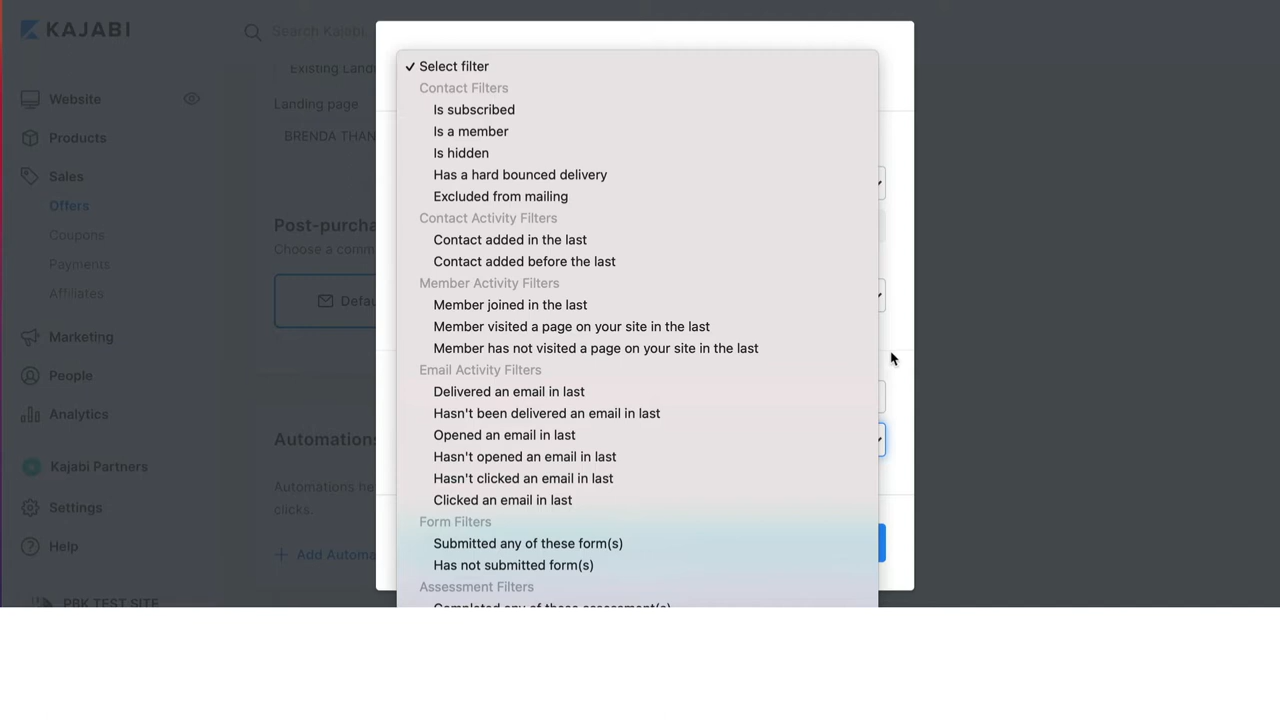 KAJABI
Search Kajabi
Website
Products
Sales
Offers
Coupons
Payments
Affiliates
Marketing
People
Analytics
Kajabi Partners
Settings
Help
PBK TEST SITE
Existing Land
Landing page
BRENDA THAN
Post-purcha
Choose a comm
Defau
Automations
Automations he
clicks.
+ Add Automa
✓ Select filter
Contact Filters
Is subscribed
Is a member
Is hidden
Has a hard bounced delivery
Excluded from mailing
Contact Activity Filters
Contact added in the last
Contact added before the last
Member Activity Filters
Member joined in the last
Member visited a page on your site in the last
Member has not visited a page on your site in the last
Email Activity Filters
Delivered an email in last
Hasn't been delivered an email in last
Opened an email in last
Hasn't opened an email in last
Hasn't clicked an email in last
Clicked an email in last
Form Filters
Submitted any of these form(s)
Has not submitted form(s)
Assessment Filters
Completed any of these assessment(s)